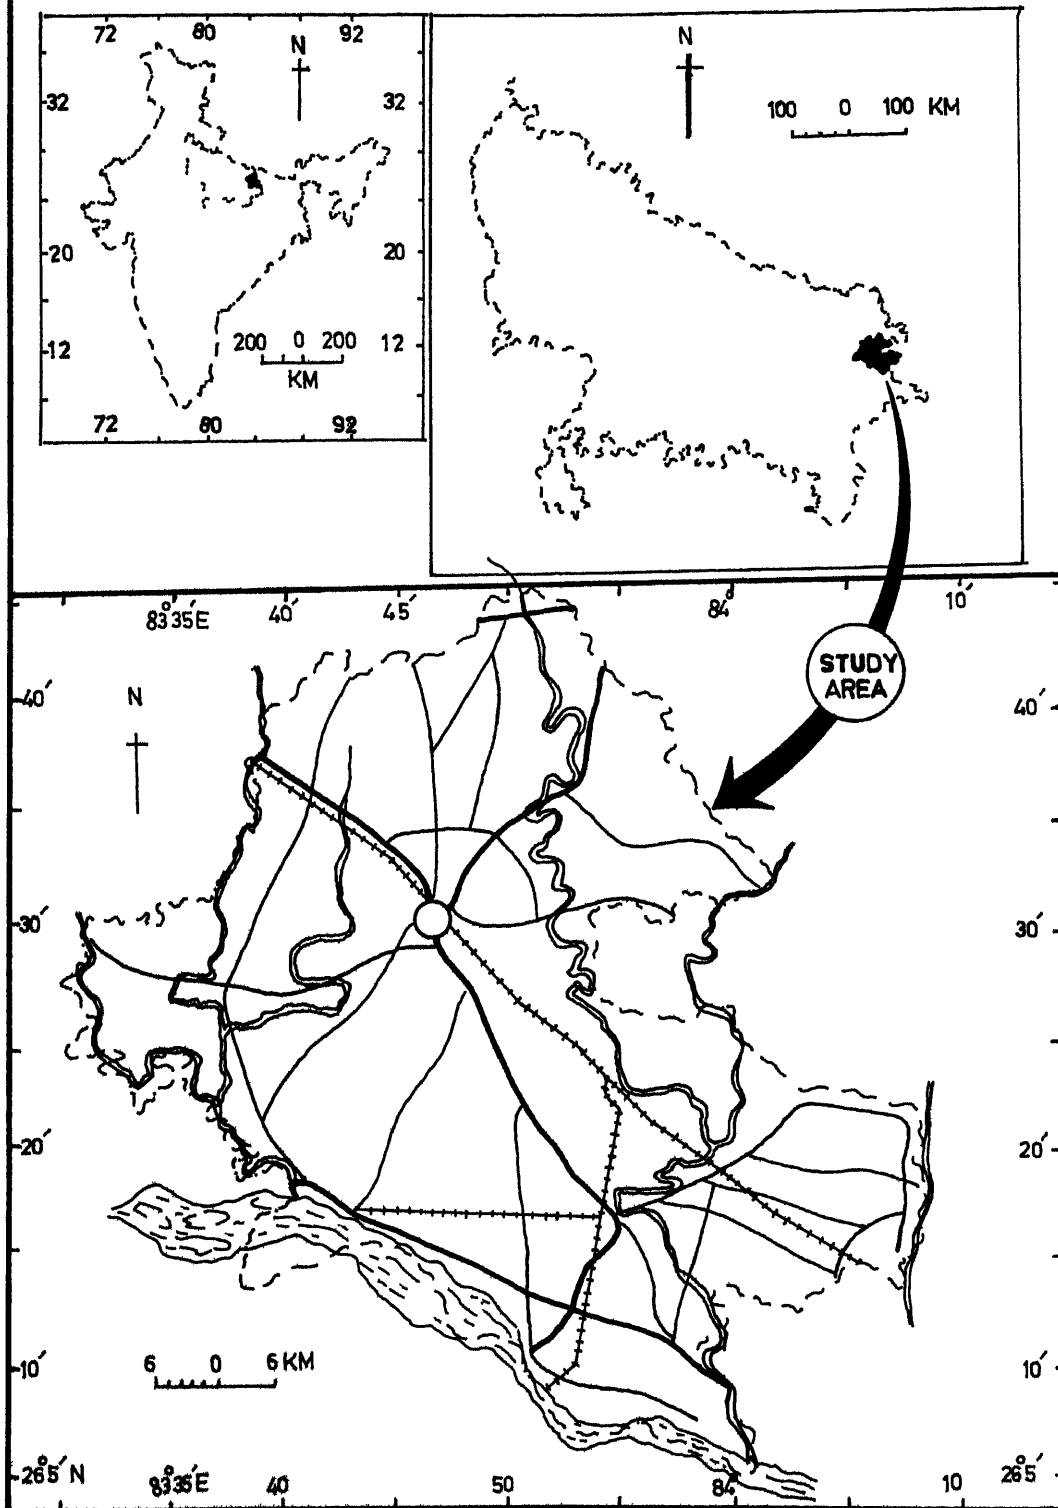 72 80 92
N
32 32
20 20
200 0 200 12
12
KM
72 80 92
N
100 0 100 KM
83°35'E 40' 45' 84° 10'
STUDY
AREA
N
40' 40'
30' 30'
20' 20'
6 0 6 KM
10' 10'
26°5' N 83°35'E 40' 50 84° 10 26°5'